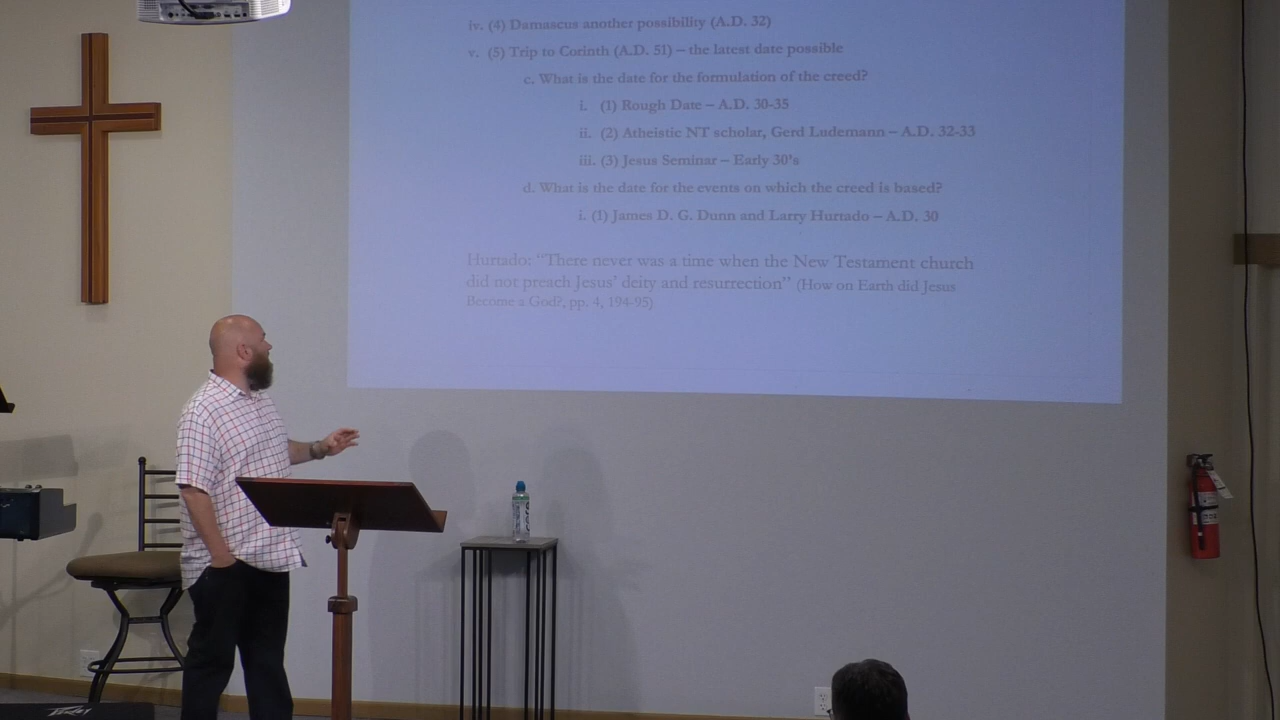 iv. (4) Damascus another possibility (A.D. 32)
v. (5) Trip to Corinth (A.D. 51) – the latest date possible
c. What is the date for the formulation of the creed?
i. (1) Rough Date – A.D. 30-35
ii. (2) Atheistic NT scholar, Gerd Ludemann – A.D. 32-33
iii. (3) Jesus Seminar – Early 30's
d. What is the date for the events on which the creed is based?
i. (1) James D. G. Dunn and Larry Hurtado – A.D. 30
Hurtado: “There never was a time when the New Testament church
did not preach Jesus’ deity and resurrection” (How on Earth did Jesus
Become a God?, pp. 4, 194-95)
core
Peavey